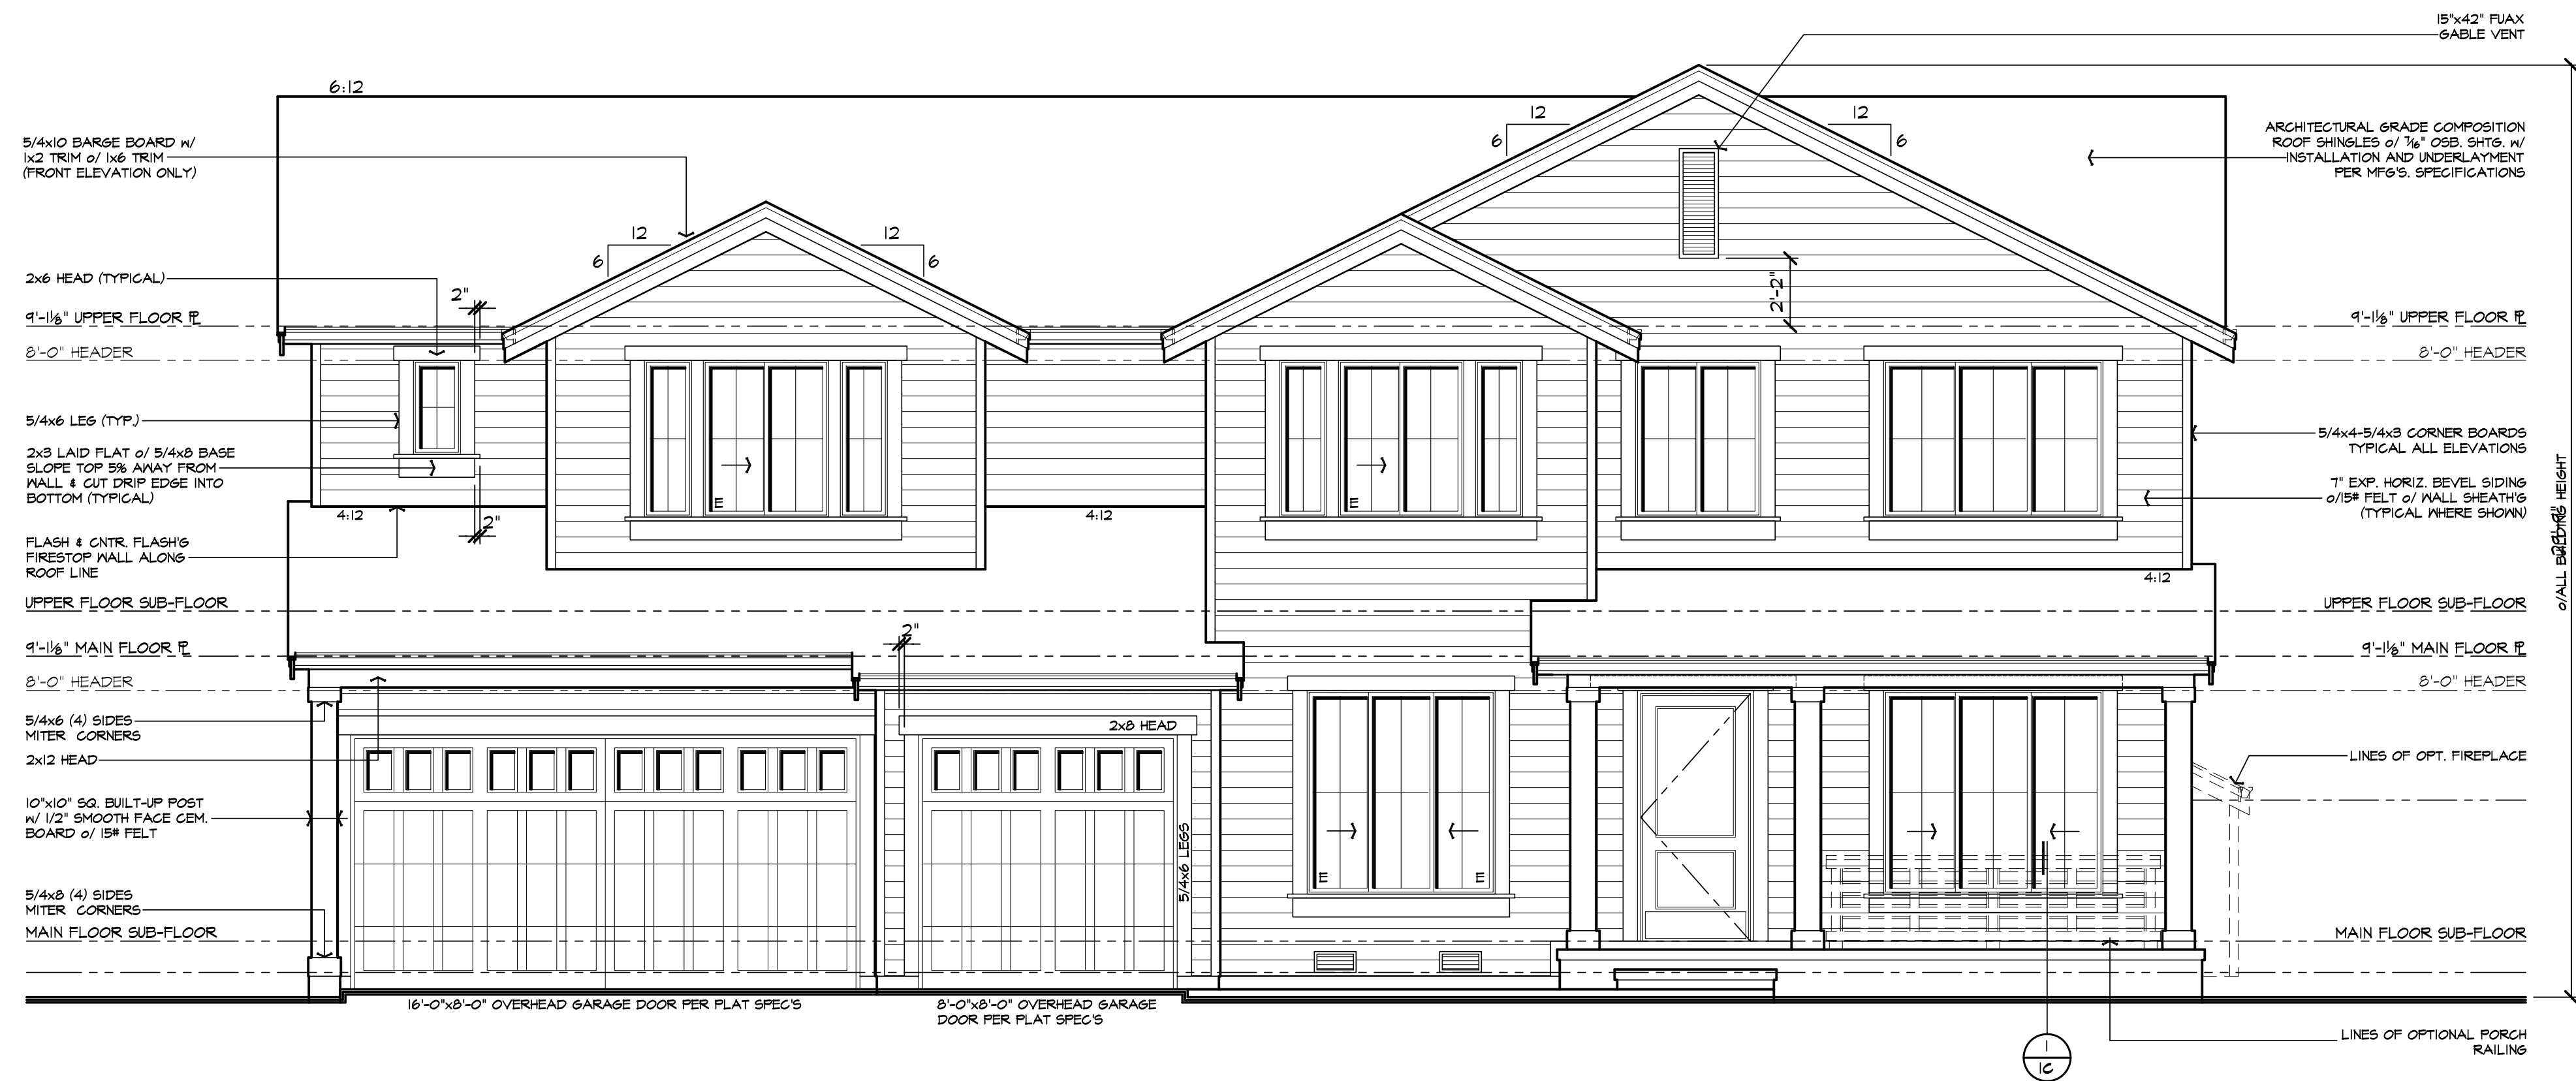 15"x42" FUAX
GABLE VENT
6:12
12
6
12
6
5/4x10 BARGE BOARD w/
1x2 TRIM o/ 1x6 TRIM
(FRONT ELEVATION ONLY)
ARCHITECTURAL GRADE COMPOSITION
ROOF SHINGLES o/ 7/16" OSB. SHTG. w/
INSTALLATION AND UNDERLAYMENT
PER MFG'S. SPECIFICATIONS
12
6
12
6
2x6 HEAD (TYPICAL)
2"
2'-2"
9'-1 1/8" UPPER FLOOR PL
9'-1 1/8" UPPER FLOOR PL
8'-0" HEADER
8'-0" HEADER
5/4x6 LEG (TYP.)
5/4x4-5/4x3 CORNER BOARDS
TYPICAL ALL ELEVATIONS
2x3 LAID FLAT o/ 5/4x8 BASE
SLOPE TOP 5% AWAY FROM
WALL & CUT DRIP EDGE INTO
BOTTOM (TYPICAL)
7" EXP. HORIZ. BEVEL SIDING
o/15# FELT o/ WALL SHEATH'G
(TYPICAL WHERE SHOWN)
E
E
4:12
4:12
2"
o/ALL BUILDING HEIGHT
FLASH & CNTR. FLASH'G
FIRESTOP WALL ALONG
ROOF LINE
4:12
UPPER FLOOR SUB-FLOOR
UPPER FLOOR SUB-FLOOR
2"
9'-1 1/8" MAIN FLOOR PL
9'-1 1/8" MAIN FLOOR PL
8'-0" HEADER
8'-0" HEADER
5/4x6 (4) SIDES
MITER CORNERS
2x8 HEAD
2x12 HEAD
LINES OF OPT. FIREPLACE
10"x10" SQ. BUILT-UP POST
w/ 1/2" SMOOTH FACE CEM.
BOARD o/ 15# FELT
5/4x6 LEGS
E
E
5/4x8 (4) SIDES
MITER CORNERS
MAIN FLOOR SUB-FLOOR
MAIN FLOOR SUB-FLOOR
16'-0"x8'-0" OVERHEAD GARAGE DOOR PER PLAT SPEC'S
8'-0"x8'-0" OVERHEAD GARAGE
DOOR PER PLAT SPEC'S
LINES OF OPTIONAL PORCH
RAILING
1
1C